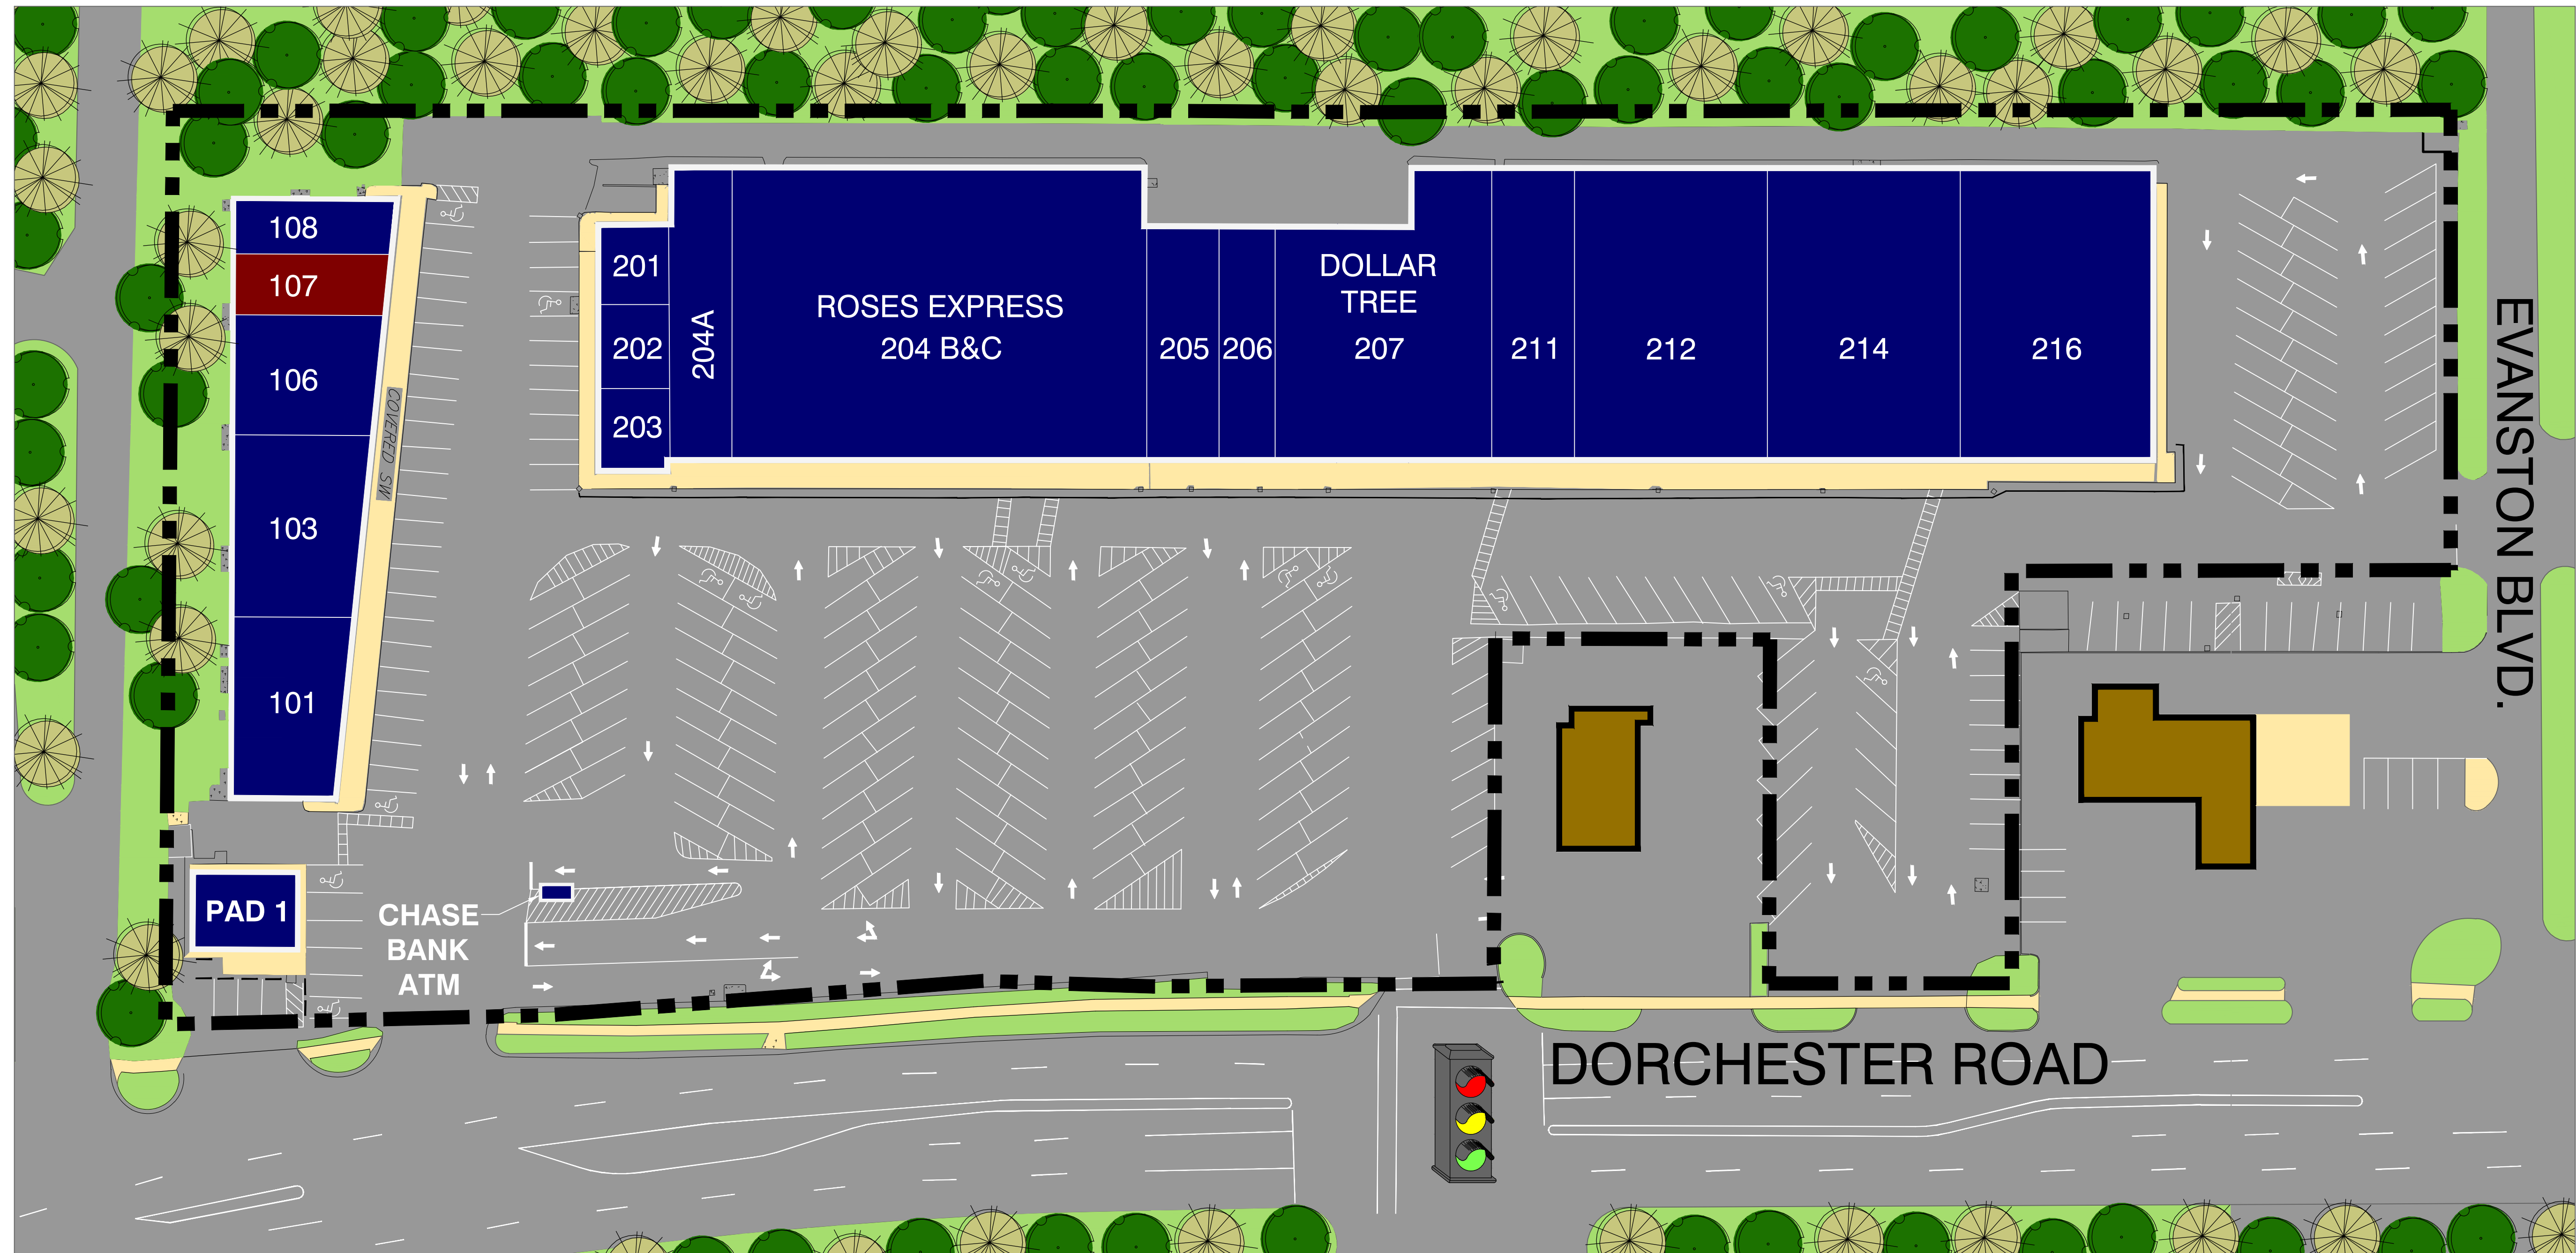 108
107
106
103
101
COVERED SW
PAD 1
CHASE
BANK
ATM
201
202
203
204A
ROSES EXPRESS
204 B&C
205
206
DOLLAR
TREE
207
211
212
214
216
EVANSTON BLVD.
DORCHESTER ROAD